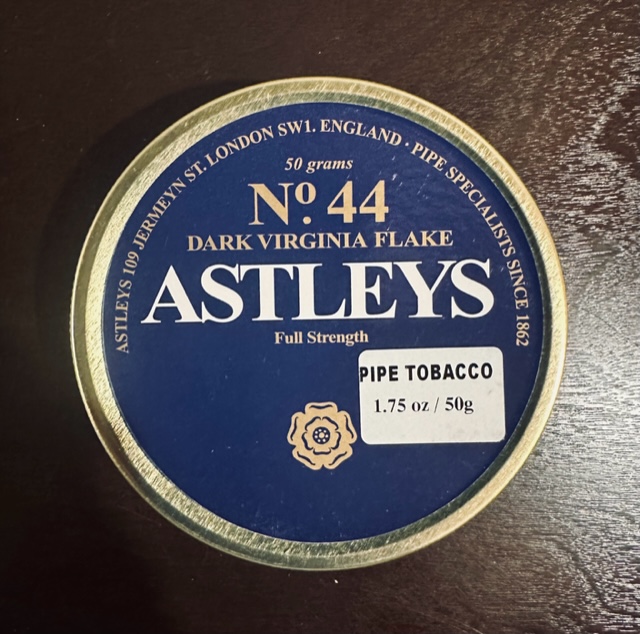 ASTLEYS 109 JERMEYN ST. LONDON SW1. ENGLAND · PIPE SPECIALISTS SINCE 1862
50 grams
Nº. 44
DARK VIRGINIA FLAKE
ASTLEYS
Full Strength
PIPE TOBACCO
1.75 oz / 50g